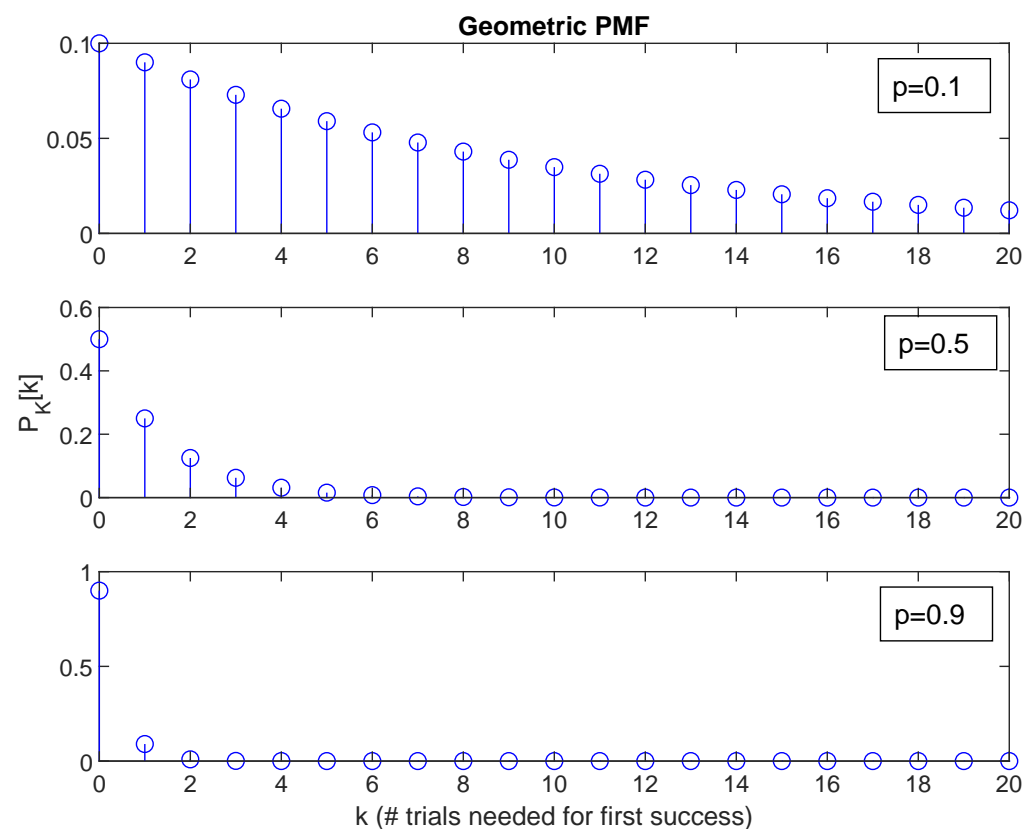 Geometric PMF
0.1
0.05
0
p=0.1
0 2 4 6 8 10 12 14 16 18 20
P_K[k]
0.6
0.4
0.2
0
p=0.5
0 2 4 6 8 10 12 14 16 18 20
1
0.5
0
p=0.9
0 2 4 6 8 10 12 14 16 18 20
k (# trials needed for first success)